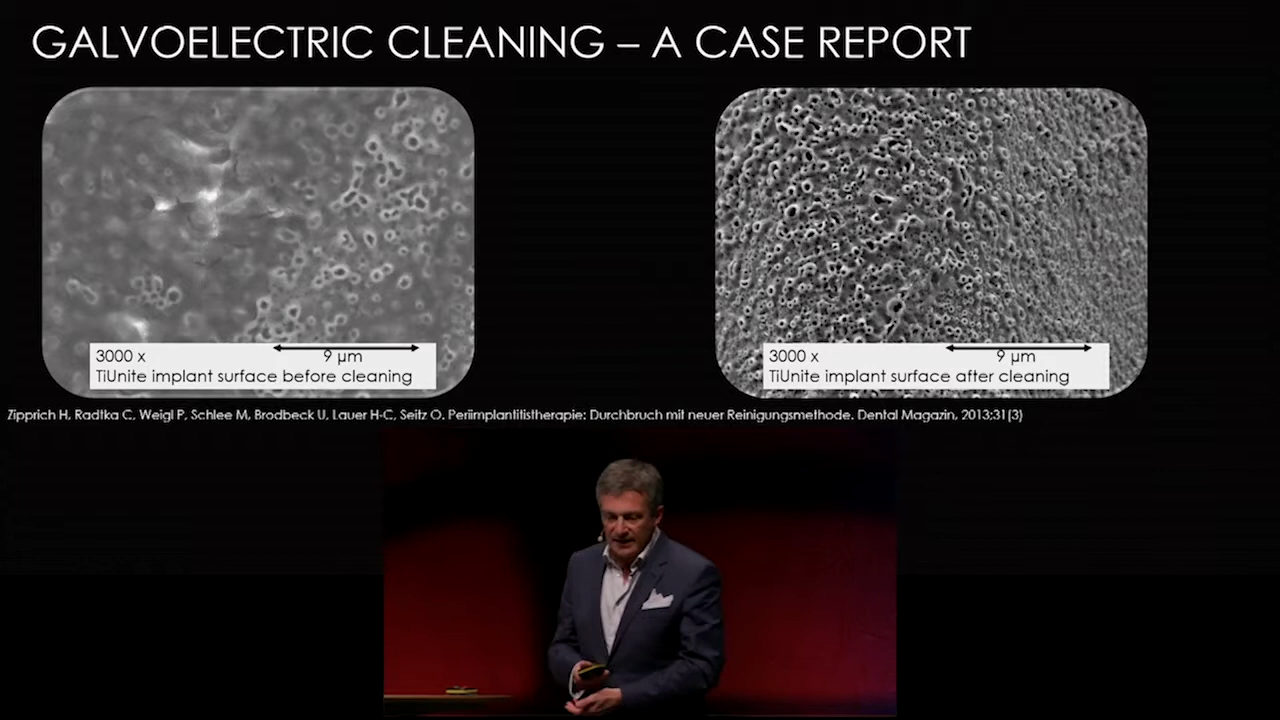 GALVOELECTRIC CLEANING – A CASE REPORT
3000 x
9 µm
TiUnite implant surface before cleaning
3000 x
9 µm
TiUnite implant surface after cleaning
Zipprich H, Radtka C, Weigl P, Schlee M, Brodbeck U, Lauer H-C, Seitz O. Periimplantitistherapie: Durchbruch mit neuer Reinigungsmethode. Dental Magazin, 2013;31(3)